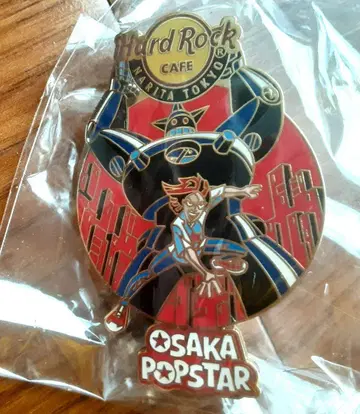 Hard Rock
CAFE
®
NARITA TOKYO
OSAKA
POPSTAR